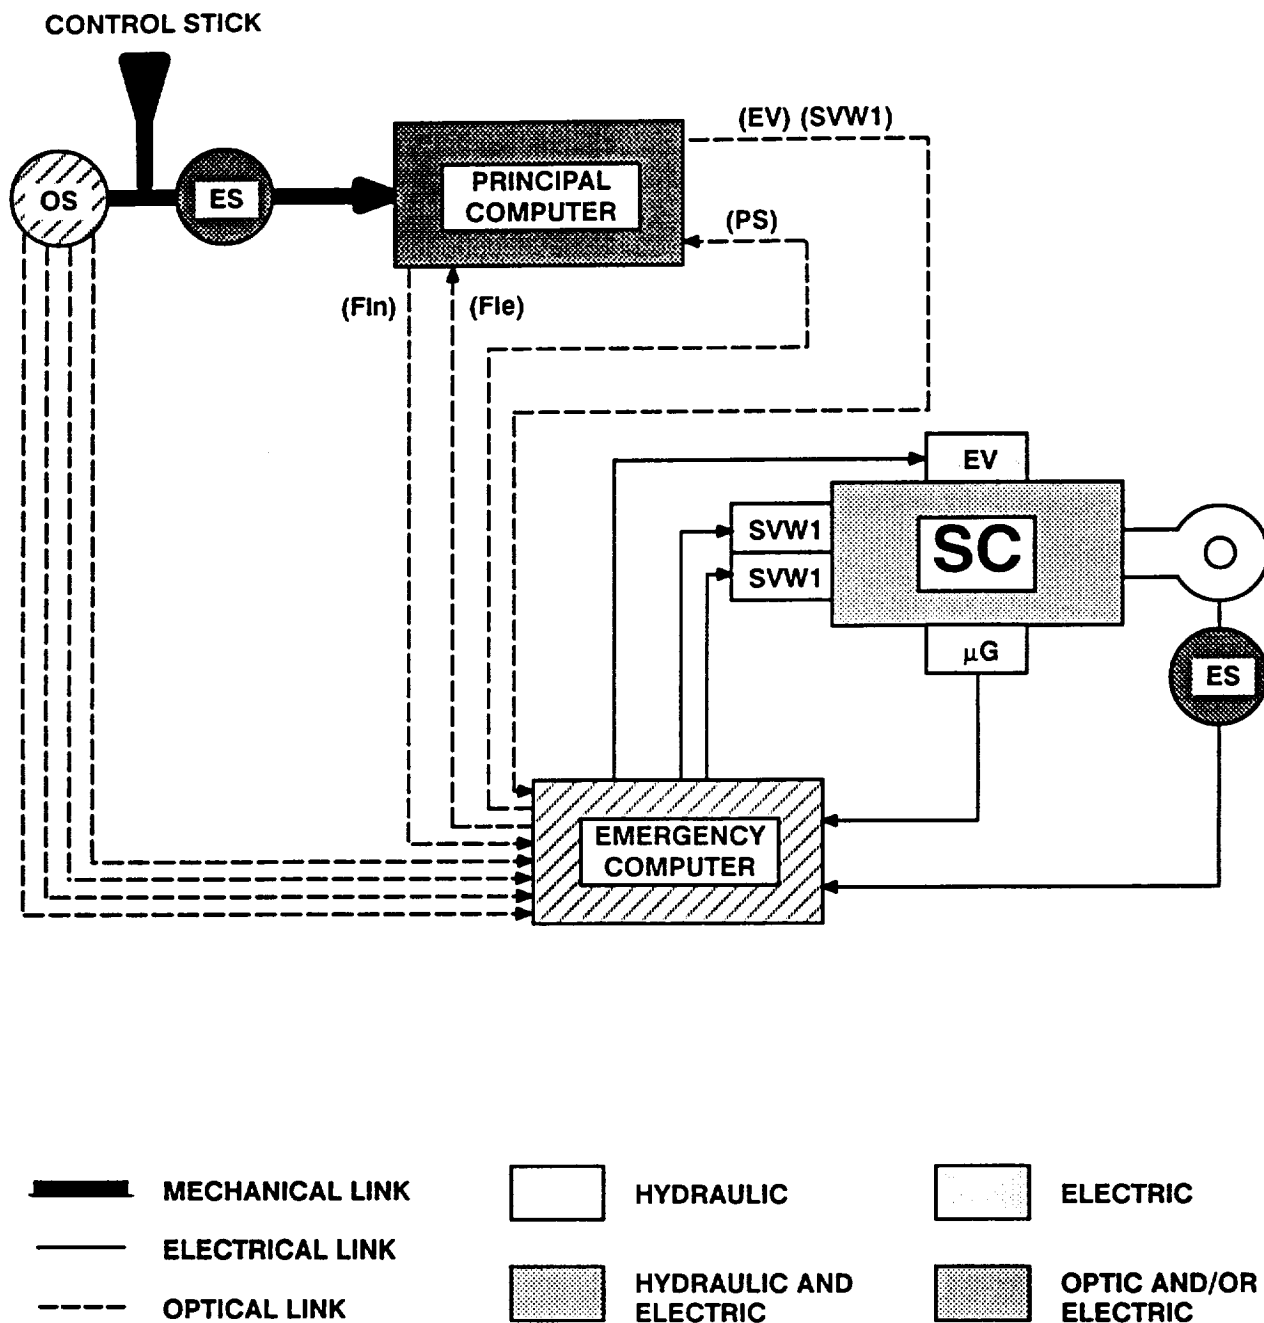 CONTROL STICK
(EV) (SVW1)
OS
ES
PRINCIPAL
COMPUTER
(PS)
(FIn)
(FIe)
EV
SVW1
SC
SVW1
μG
ES
EMERGENCY
COMPUTER
MECHANICAL LINK
HYDRAULIC
ELECTRIC
ELECTRICAL LINK
HYDRAULIC AND
ELECTRIC
OPTIC AND/OR
ELECTRIC
OPTICAL LINK